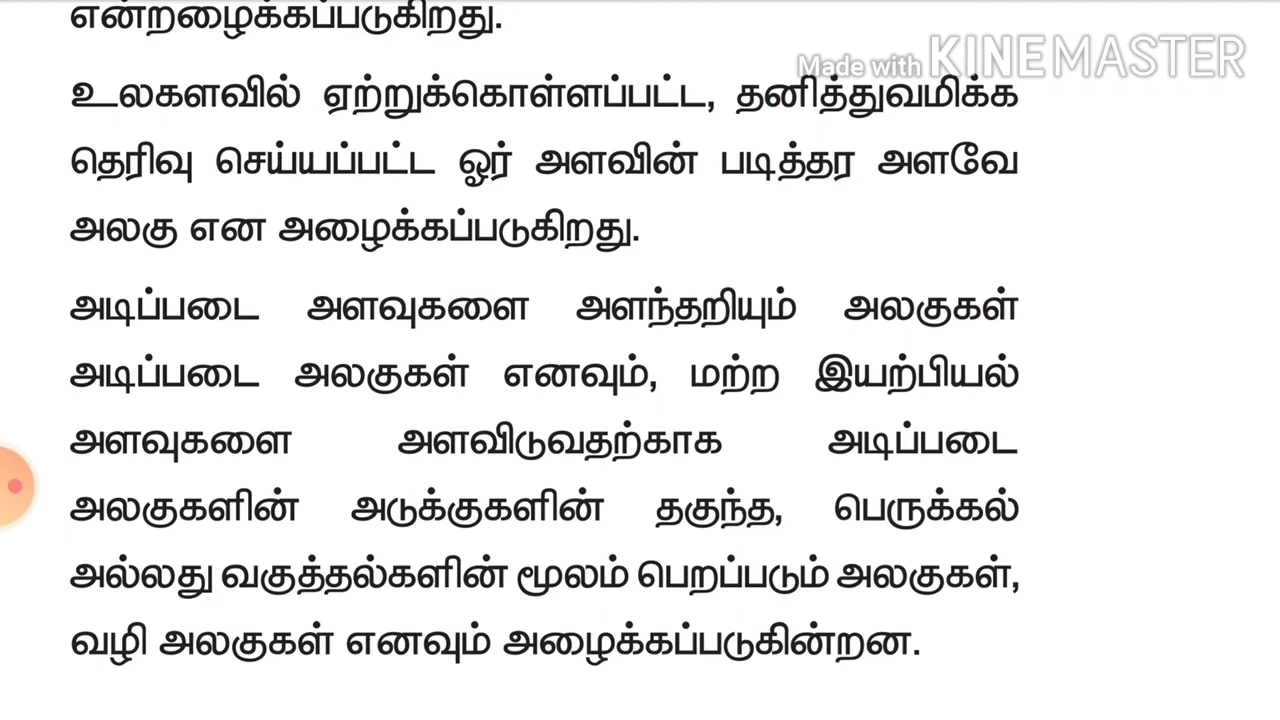 என்றழைக்கப்படுகிறது.
Made with KINEMASTER
உலகளவில் ஏற்றுக்கொள்ளப்பட்ட, தனித்துவமிக்க
தெரிவு செய்யப்பட்ட ஓர் அளவின் படித்தர அளவே
அலகு என அழைக்கப்படுகிறது.
அடிப்படை அளவுகளை அளந்தறியும் அலகுகள்
அடிப்படை அலகுகள் எனவும், மற்ற இயற்பியல்
அளவுகளை அளவிடுவதற்காக அடிப்படை
அலகுகளின் அடுக்குகளின் தகுந்த, பெருக்கல்
அல்லது வகுத்தல்களின் மூலம் பெறப்படும் அலகுகள்,
வழி அலகுகள் எனவும் அழைக்கப்படுகின்றன.